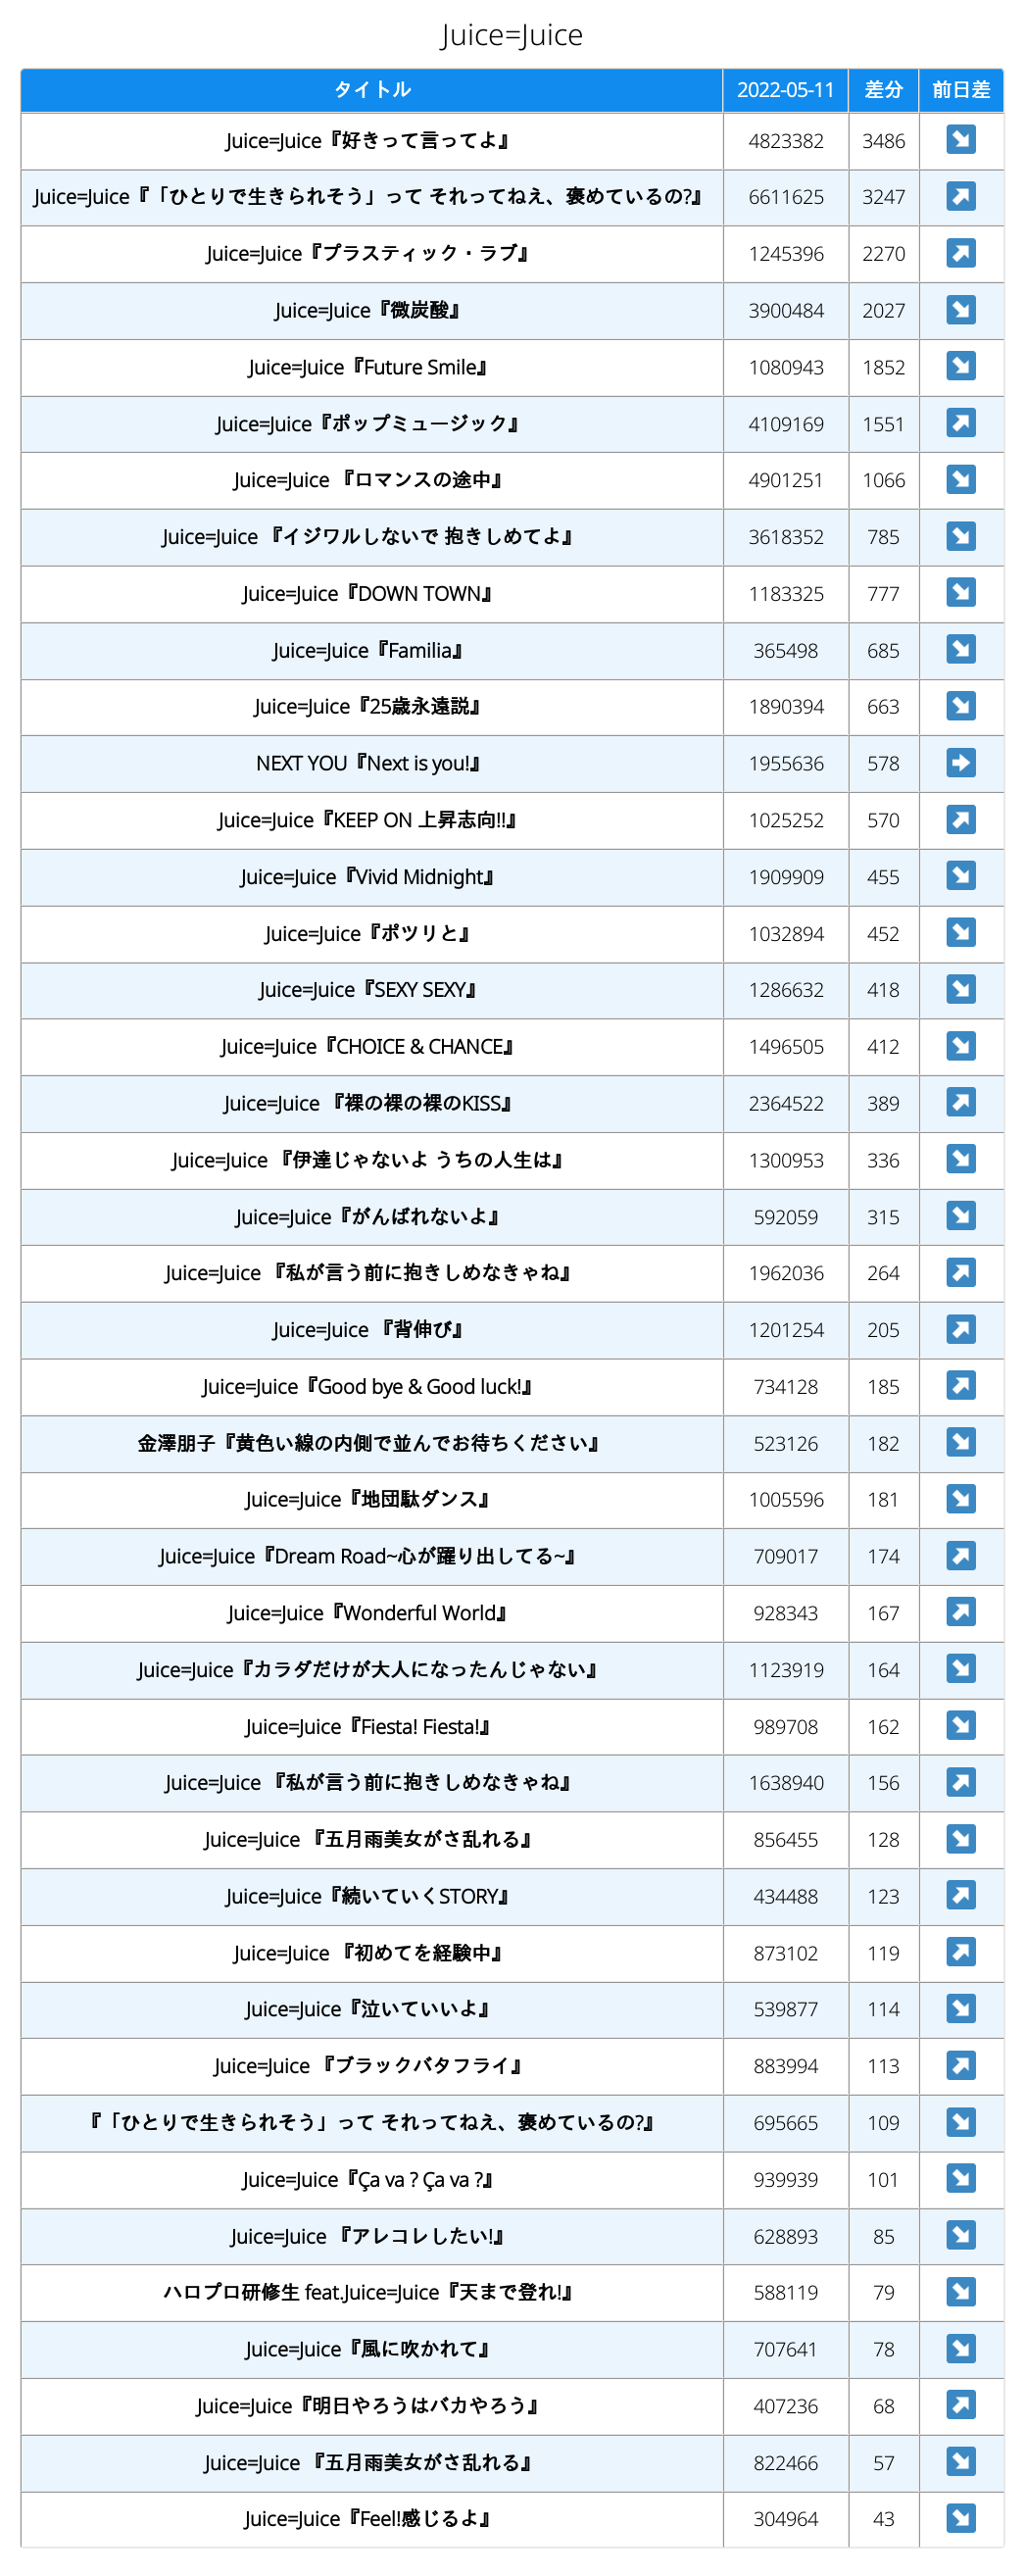 Juice=Juice
タイトル 2022-05-11 差分 前日差
Juice=Juice『好きって言ってよ』 4823382 3486 ↘
Juice=Juice『「ひとりで生きられそう」って それってねえ、褒めているの?』 6611625 3247 ↗
Juice=Juice『プラスティック・ラブ』 1245396 2270 ↗
Juice=Juice『微炭酸』 3900484 2027 ↘
Juice=Juice『Future Smile』 1080943 1852 ↘
Juice=Juice『ポップミュージック』 4109169 1551 ↗
Juice=Juice 『ロマンスの途中』 4901251 1066 ↘
Juice=Juice 『イジワルしないで 抱きしめてよ』 3618352 785 ↘
Juice=Juice『DOWN TOWN』 1183325 777 ↘
Juice=Juice『Familia』 365498 685 ↘
Juice=Juice『25歳永遠説』 1890394 663 ↘
NEXT YOU『Next is you!』 1955636 578 ➡
Juice=Juice『KEEP ON 上昇志向!!』 1025252 570 ↗
Juice=Juice『Vivid Midnight』 1909909 455 ↘
Juice=Juice『ポツリと』 1032894 452 ↘
Juice=Juice『SEXY SEXY』 1286632 418 ↘
Juice=Juice『CHOICE & CHANCE』 1496505 412 ↘
Juice=Juice 『裸の裸の裸のKISS』 2364522 389 ↗
Juice=Juice 『伊達じゃないよ うちの人生は』 1300953 336 ↘
Juice=Juice『がんばれないよ』 592059 315 ↘
Juice=Juice 『私が言う前に抱きしめなきゃね』 1962036 264 ↗
Juice=Juice 『背伸び』 1201254 205 ↗
Juice=Juice『Good bye & Good luck!』 734128 185 ↗
金澤朋子『黄色い線の内側で並んでお待ちください』 523126 182 ↘
Juice=Juice『地団駄ダンス』 1005596 181 ↘
Juice=Juice『Dream Road~心が躍り出してる~』 709017 174 ↗
Juice=Juice『Wonderful World』 928343 167 ↗
Juice=Juice『カラダだけが大人になったんじゃない』 1123919 164 ↘
Juice=Juice『Fiesta! Fiesta!』 989708 162 ↘
Juice=Juice 『私が言う前に抱きしめなきゃね』 1638940 156 ↗
Juice=Juice 『五月雨美女がさ乱れる』 856455 128 ↘
Juice=Juice『続いていくSTORY』 434488 123 ↗
Juice=Juice 『初めてを経験中』 873102 119 ↗
Juice=Juice『泣いていいよ』 539877 114 ↘
Juice=Juice 『ブラックバタフライ』 883994 113 ↗
『「ひとりで生きられそう」って それってねえ、褒めているの?』 695665 109 ↘
Juice=Juice『Ça va ? Ça va ?』 939939 101 ↘
Juice=Juice 『アレコレしたい!』 628893 85 ↘
ハロプロ研修生 feat.Juice=Juice『天まで登れ!』 588119 79 ↘
Juice=Juice『風に吹かれて』 707641 78 ↘
Juice=Juice『明日やろうはバカやろう』 407236 68 ↗
Juice=Juice 『五月雨美女がさ乱れる』 822466 57 ↘
Juice=Juice『Feel!感じるよ』 304964 43 ↘